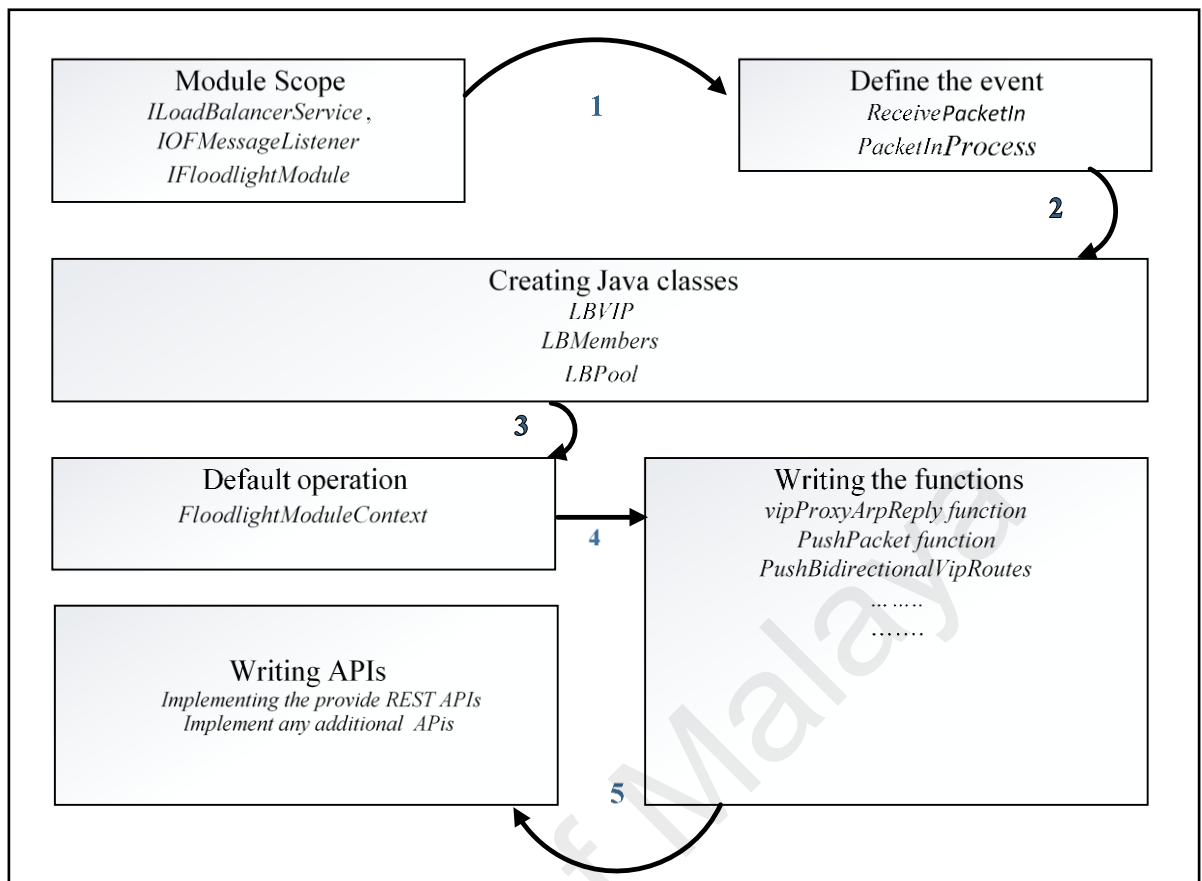 Module Scope
ILoadBalancerService,
IOFMessageListener
IFloodlightModule
1
Define the event
ReceivePacketIn
PacketInProcess
2
Creating Java classes
LBVIP
LBMembers
LBPool
3
Default operation
FloodlightModuleContext
4
Writing the functions
vipProxyArpReply function
PushPacket function
PushBidirectionalVipRoutes
... .....
.......
5
Writing APIs
Implementing the provide REST APIs
Implement any additional APis
of Malaya